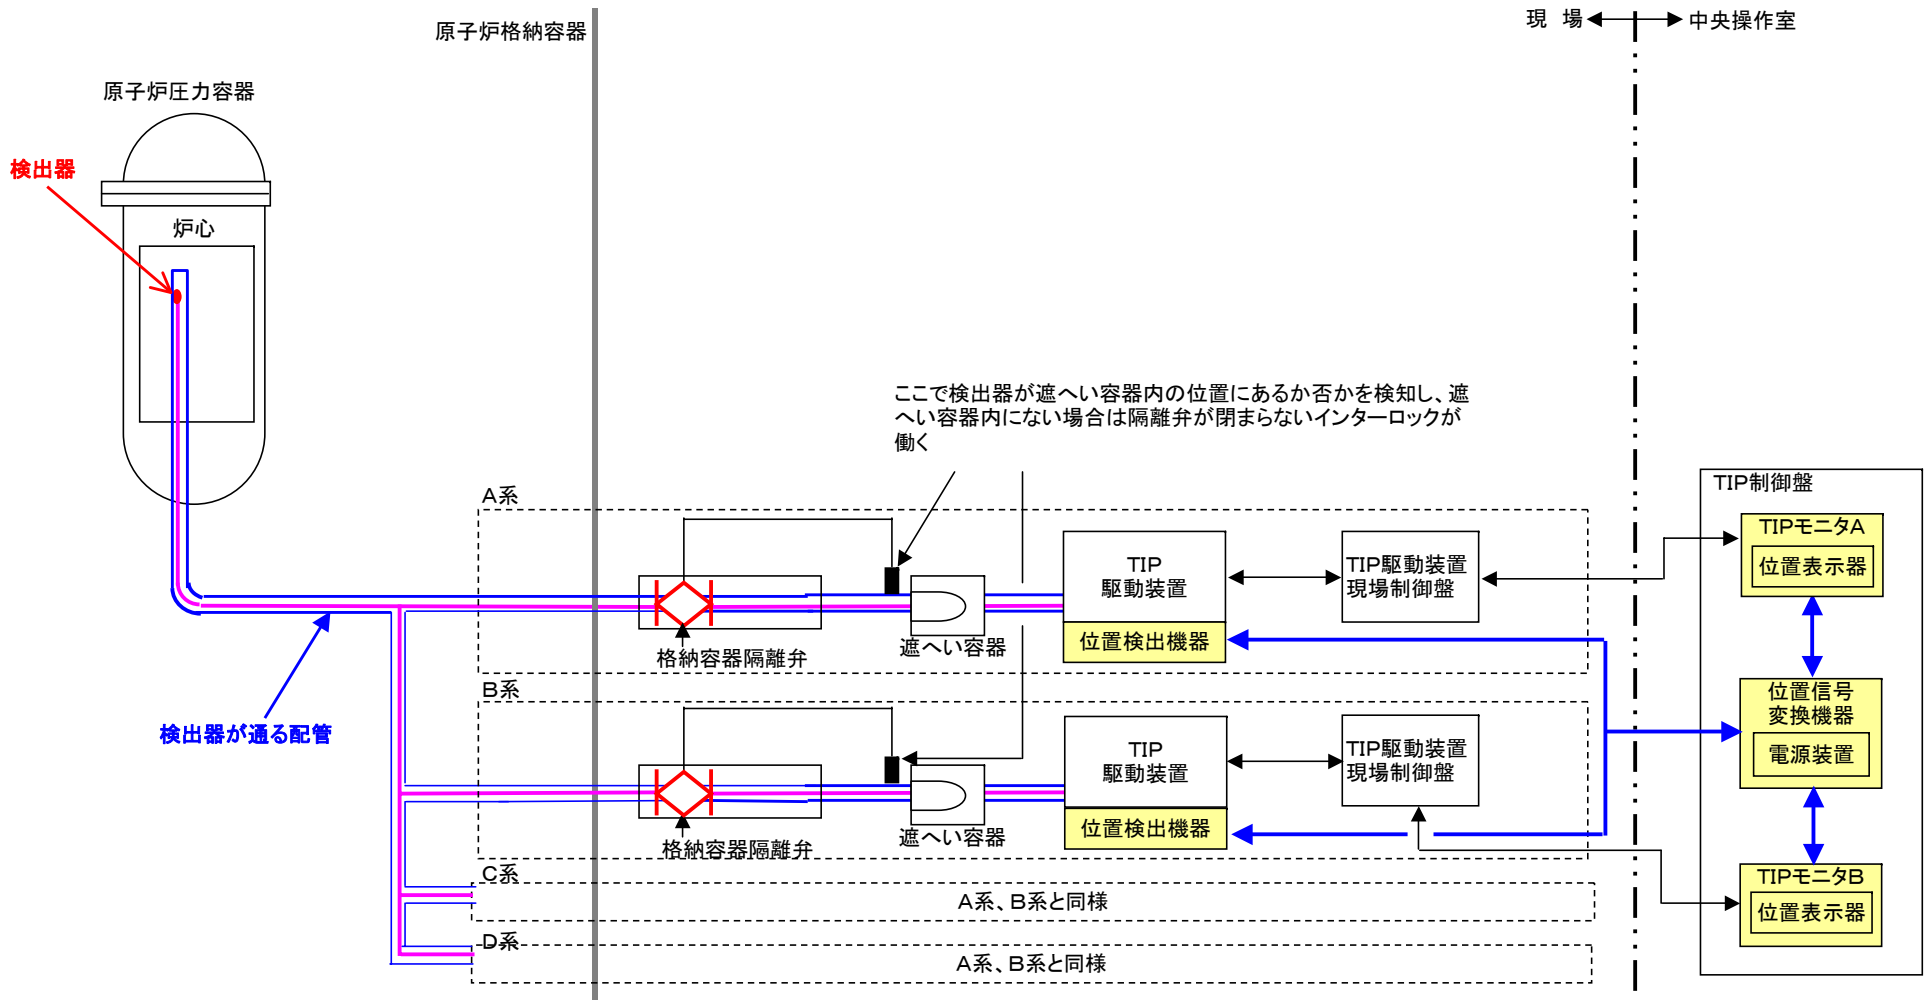 原子炉格納容器
現　場
中央操作室
原子炉圧力容器
検出器
炉心
ここで検出器が遮へい容器内の位置にあるか否かを検知し、遮
へい容器内にない場合は隔離弁が閉まらないインターロックが
働く
A系
TIP
駆動装置
位置検出機器
TIP駆動装置
現場制御盤
格納容器隔離弁
遮へい容器
TIP制御盤
TIPモニタA
位置表示器
位置信号
変換機器
電源装置
TIPモニタB
位置表示器
検出器が通る配管
B系
TIP
駆動装置
位置検出機器
TIP駆動装置
現場制御盤
格納容器隔離弁
遮へい容器
C系
A系、B系と同様
D系
A系、B系と同様